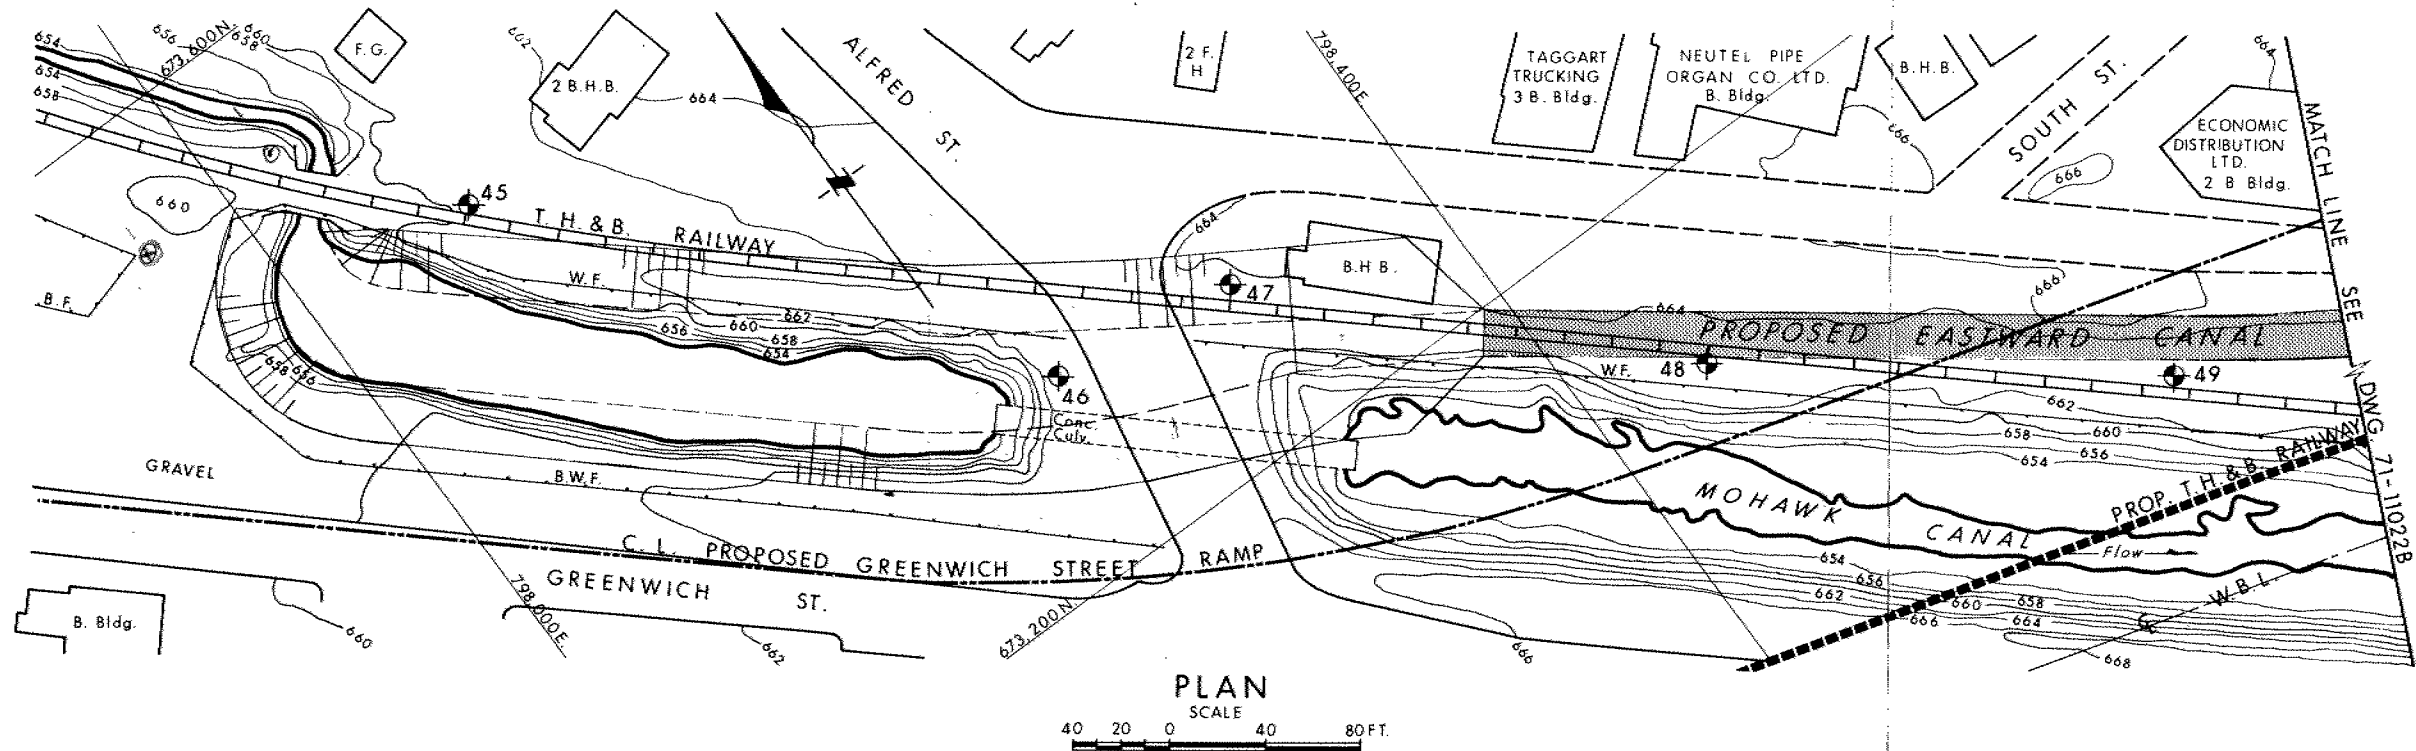 654
656
673,600N.
660
658
F.G.
662
2 B.H.B.
664
ALFRED ST.
2 F.
H
798,400E.
TAGGART
TRUCKING
3 B. Bldg.
NEUTEL PIPE
ORGAN CO. LTD.
B. Bldg.
B.H.B.
666
SOUTH ST.
664
666
ECONOMIC
DISTRIBUTION
LTD.
2 B Bldg.
MATCH LINE SEE DWG 71-11022B
654
658
660
45
T. H. & B. RAILWAY
W.F.
664
B.H B.
47
666
B.F.
662
660
656
658
654
664
PROPOSED EASTWARD CANAL
48
49
W.F.
46
Conc.
Culv.
662
658
660
656
654
658
656
GRAVEL
B.W.F.
MOHAWK CANAL
PROP. T.H.& B. RAILWAY
Flow
C. L. PROPOSED GREENWICH STREET RAMP
GREENWICH ST.
654
656
662
660
658
666
664
W.B.L.
668
B. Bldg.
660
798,000E.
662
673,200N.
666
PLAN
SCALE
40 20 0 40 80 FT.